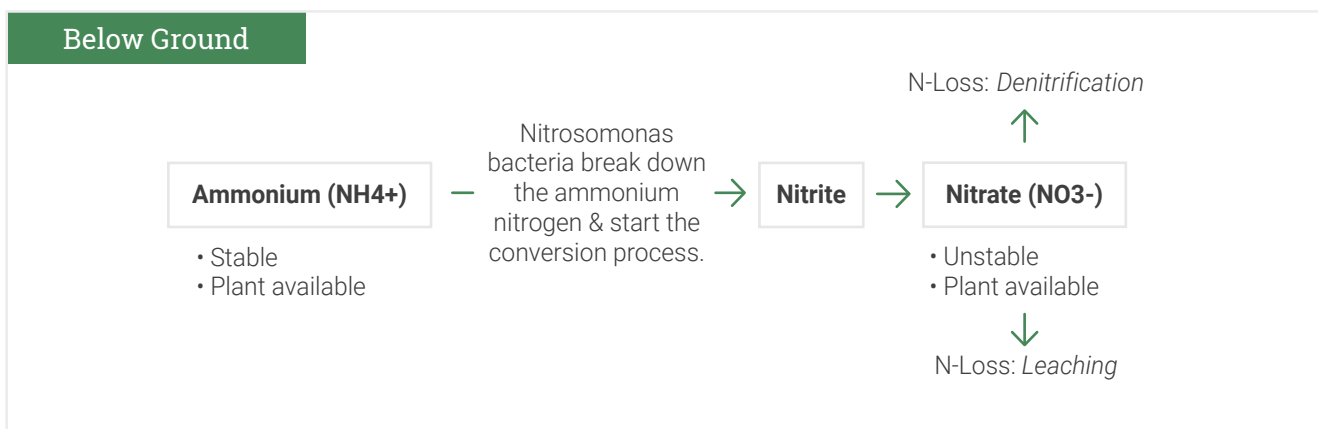 Below Ground
N-Loss: Denitrification
Nitrosomonas
bacteria break down
the ammonium
nitrogen & start the
conversion process.
Ammonium (NH4+)
Nitrite
Nitrate (NO3-)
• Stable
• Plant available
• Unstable
• Plant available
N-Loss: Leaching